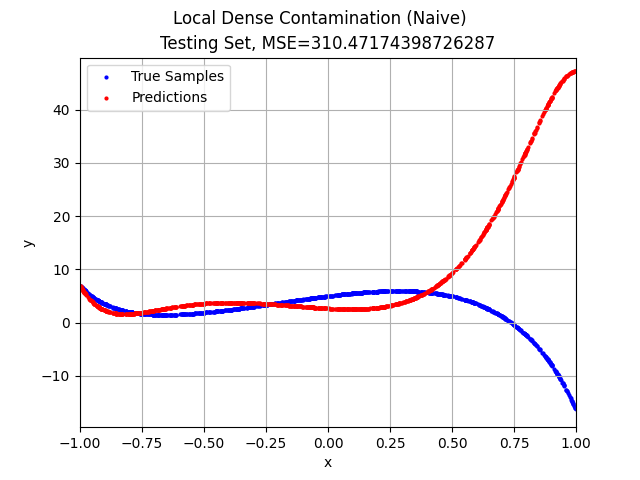 Local Dense Contamination (Naive)
Testing Set, MSE=310.47174398726287
True Samples
Predictions
y
40
30
20
10
0
−10
−1.00 −0.75 −0.50 −0.25 0.00 0.25 0.50 0.75 1.00
x